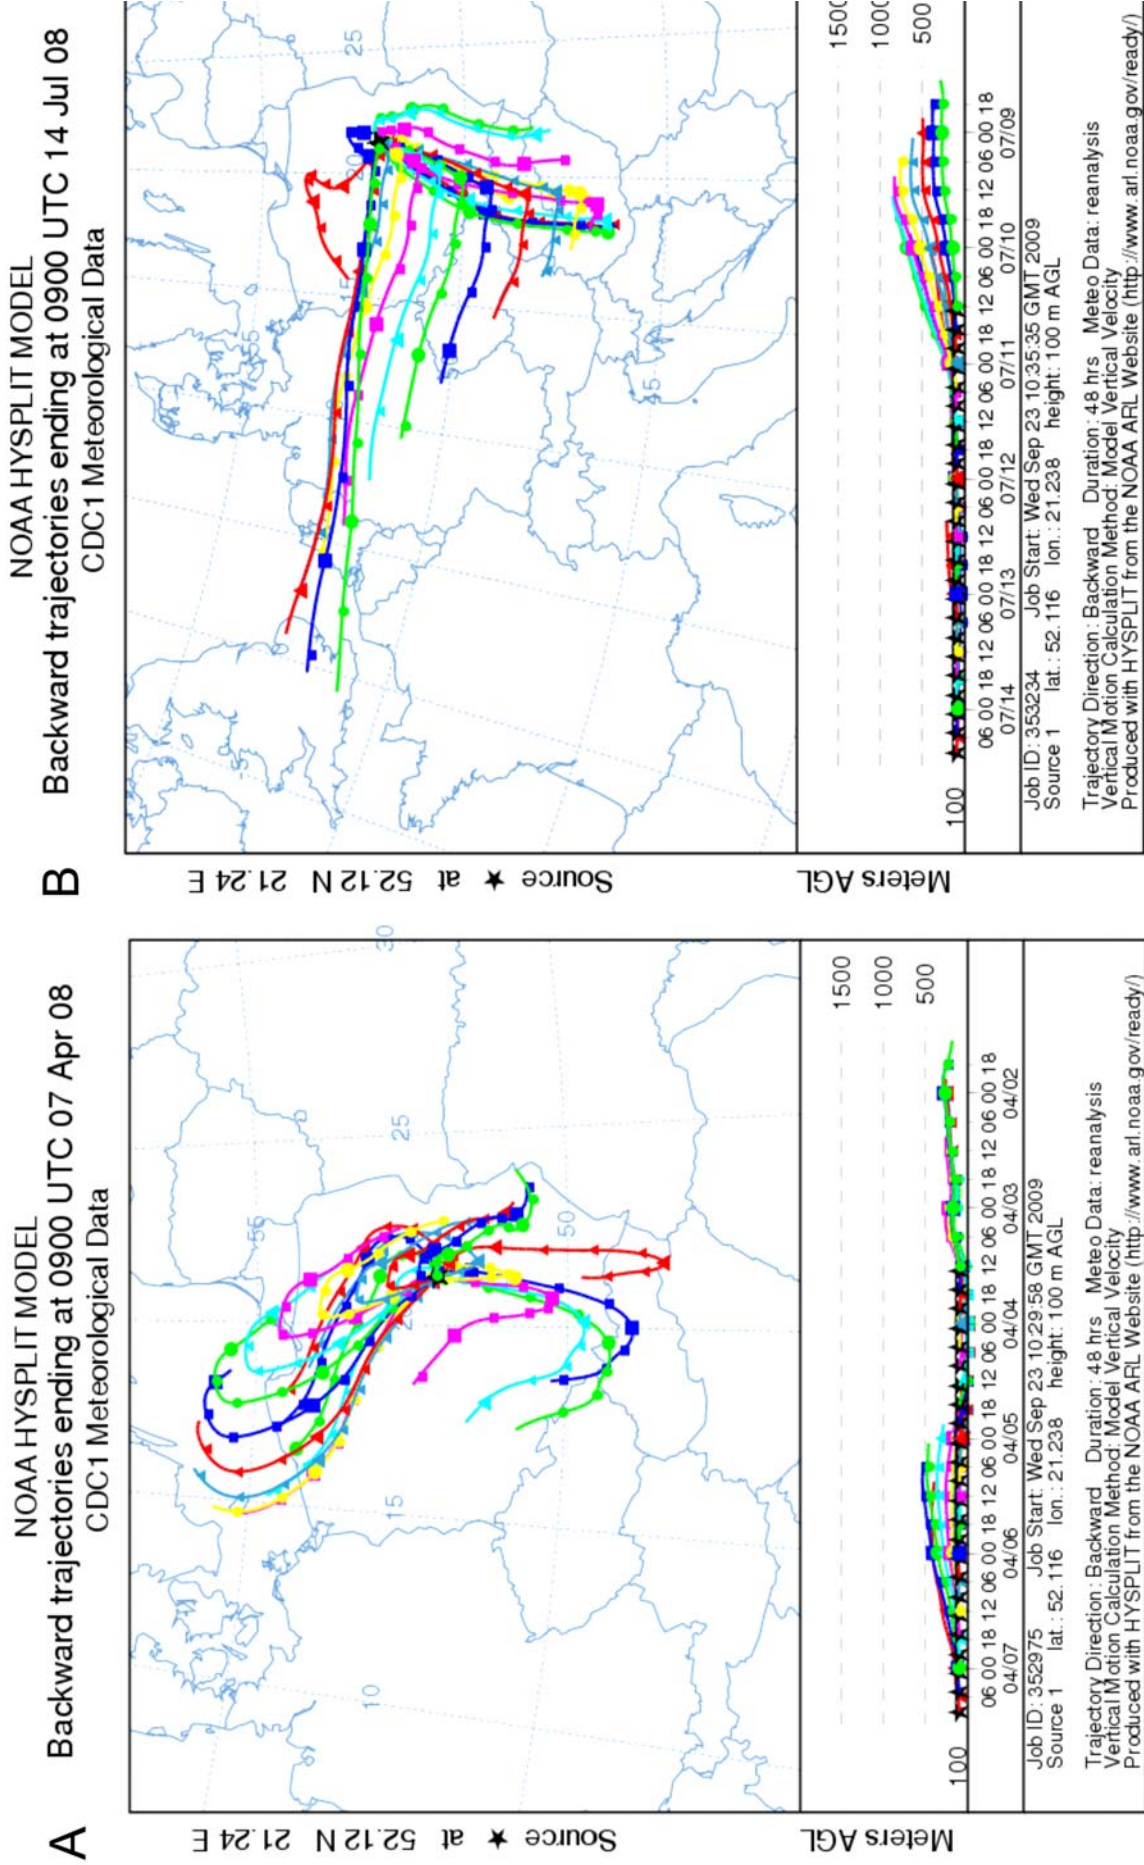 A
NOAA HYSPLIT MODEL
Backward trajectories ending at 0900 UTC 07 Apr 08
CDC1 Meteorological Data
Source ★ at 52.12 N 21.24 E
10
15
25
30
50
55
Meters AGL
1500
1000
500
100
06 00 18 12 06 00 18 12 06 00 18 12 06 00 18 12 06 00 18 12 06 00 18
04/07 04/06 04/05 04/04 04/03 04/02
Job ID: 352975 Job Start: Wed Sep 23 10:29:58 GMT 2009
Source 1 lat.: 52.116 lon.: 21.238 height: 100 m AGL
Trajectory Direction: Backward Duration: 48 hrs Meteo Data: reanalysis
Vertical Motion Calculation Method: Model Vertical Velocity
Produced with HYSPLIT from the NOAA ARL Website (http://www.arl.noaa.gov/ready/)
B
NOAA HYSPLIT MODEL
Backward trajectories ending at 0900 UTC 14 Jul 08
CDC1 Meteorological Data
Source ★ at 52.12 N 21.24 E
25
Meters AGL
1500
1000
500
100
06 00 18 12 06 00 18 12 06 00 18 12 06 00 18 12 06 00 18 12 06 00 18
07/14 07/13 07/12 07/11 07/10 07/09
Job ID: 353234 Job Start: Wed Sep 23 10:35:35 GMT 2009
Source 1 lat.: 52.116 lon.: 21.238 height: 100 m AGL
Trajectory Direction: Backward Duration: 48 hrs Meteo Data: reanalysis
Vertical Motion Calculation Method: Model Vertical Velocity
Produced with HYSPLIT from the NOAA ARL Website (http://www.arl.noaa.gov/ready/)